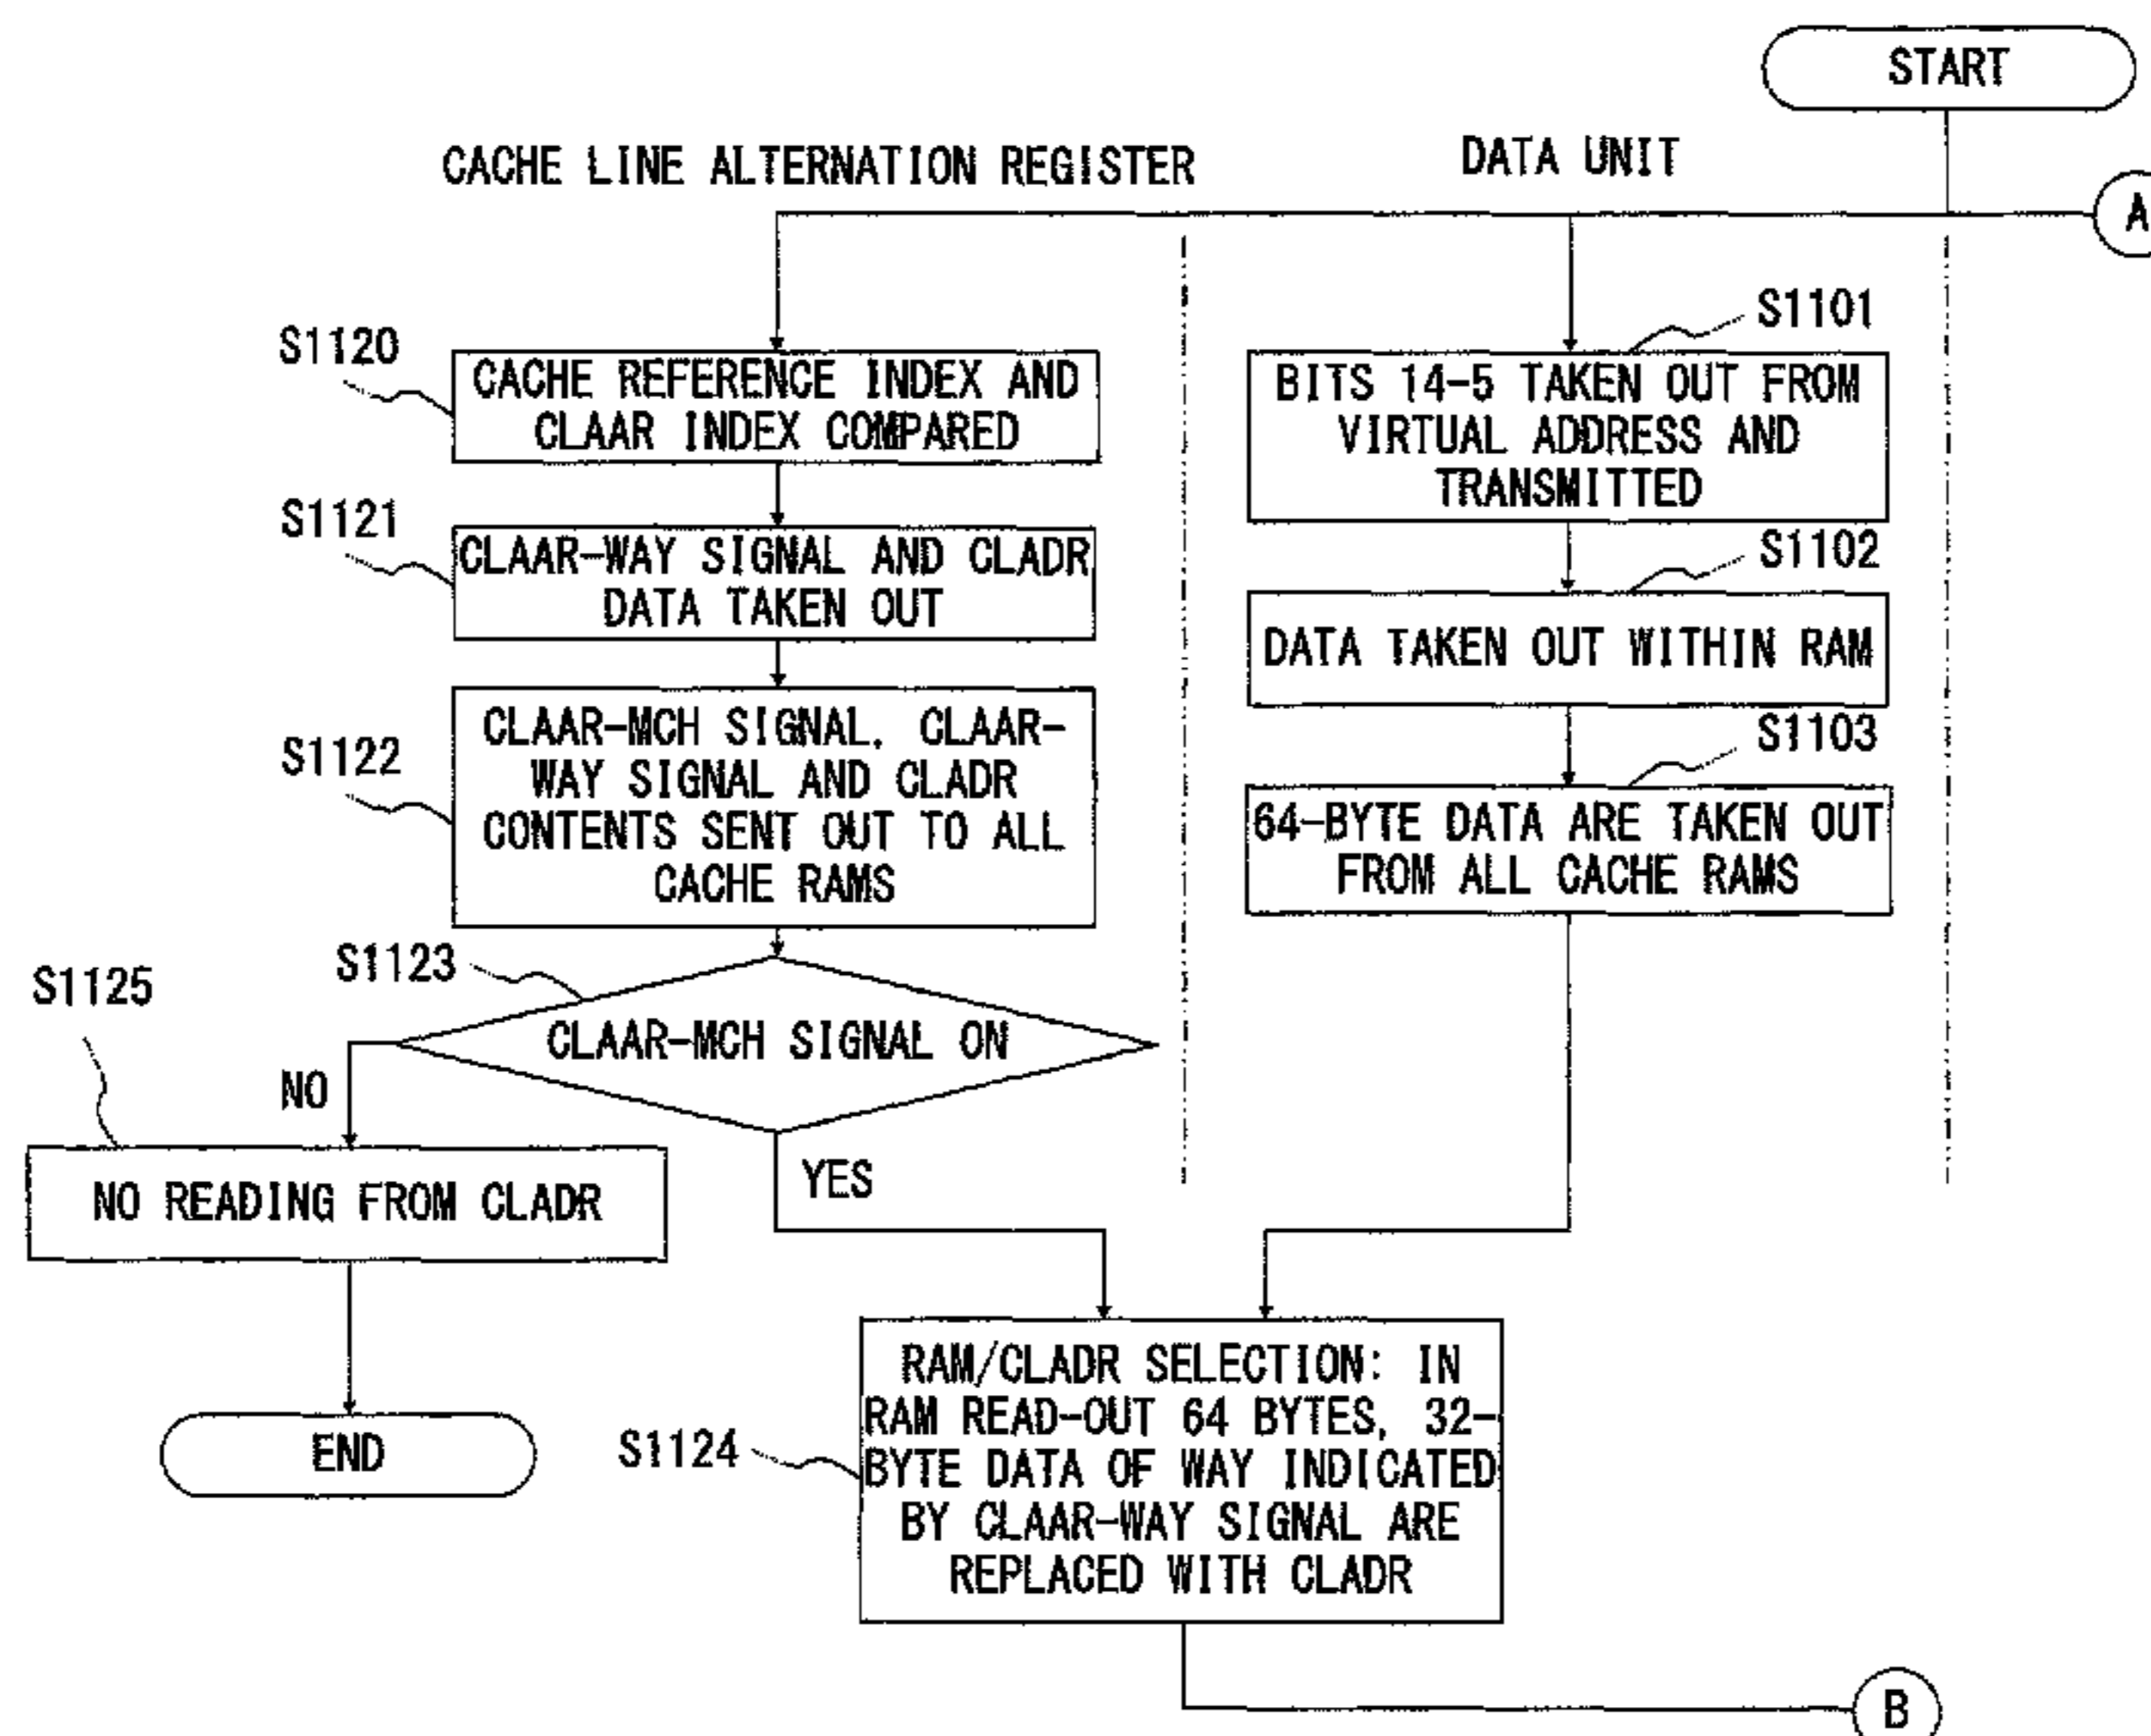 START
CACHE LINE ALTERNATION REGISTER
DATA UNIT
A
S1120
CACHE REFERENCE INDEX AND
CLAAR INDEX COMPARED
S1101
BITS 14-5 TAKEN OUT FROM
VIRTUAL ADDRESS AND
TRANSMITTED
S1121
CLAAR-WAY SIGNAL AND CLADR
DATA TAKEN OUT
S1102
DATA TAKEN OUT WITHIN RAM
S1122
CLAAR-MCH SIGNAL, CLAAR-
WAY SIGNAL AND CLADR
CONTENTS SENT OUT TO ALL
CACHE RAMS
S1103
64-BYTE DATA ARE TAKEN OUT
FROM ALL CACHE RAMS
S1123
CLAAR-MCH SIGNAL ON
S1125
NO
YES
NO READING FROM CLADR
END
S1124
RAM/CLADR SELECTION: IN
RAM READ-OUT 64 BYTES, 32-
BYTE DATA OF WAY INDICATED
BY CLAAR-WAY SIGNAL ARE
REPLACED WITH CLADR
B